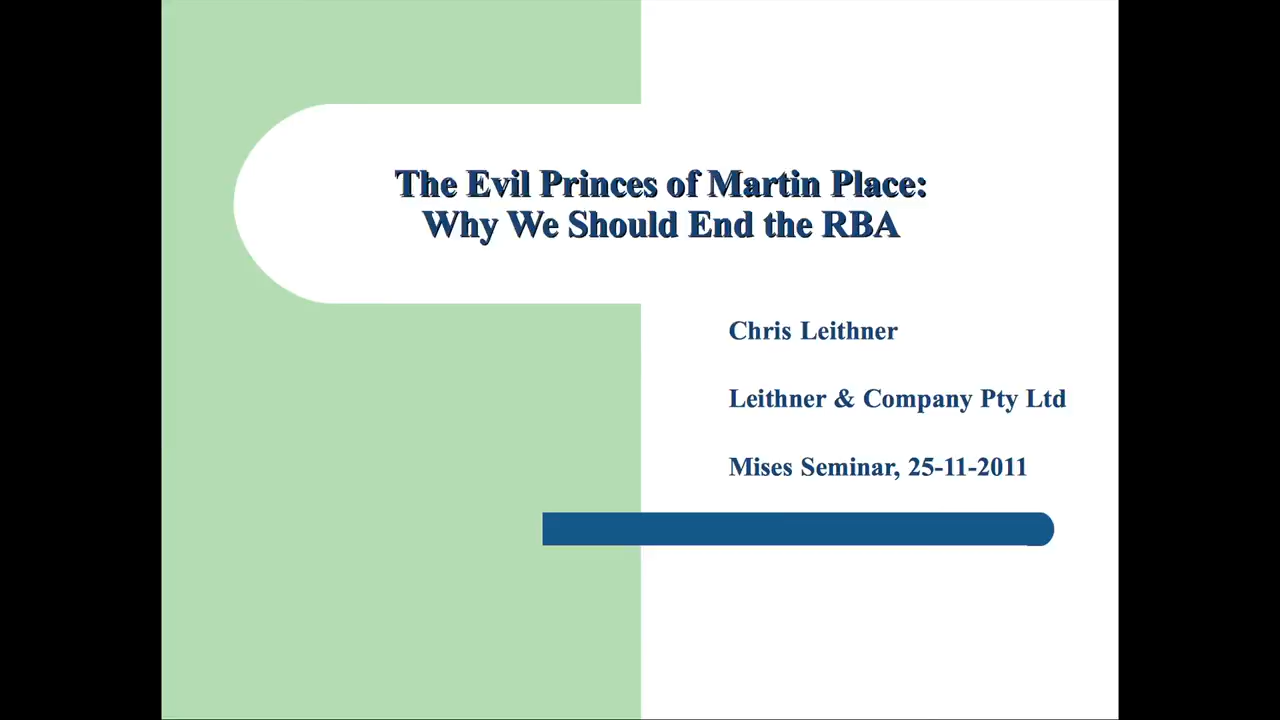 The Evil Princes of Martin Place:
Why We Should End the RBA
Chris Leithner
Leithner & Company Pty Ltd
Mises Seminar, 25-11-2011